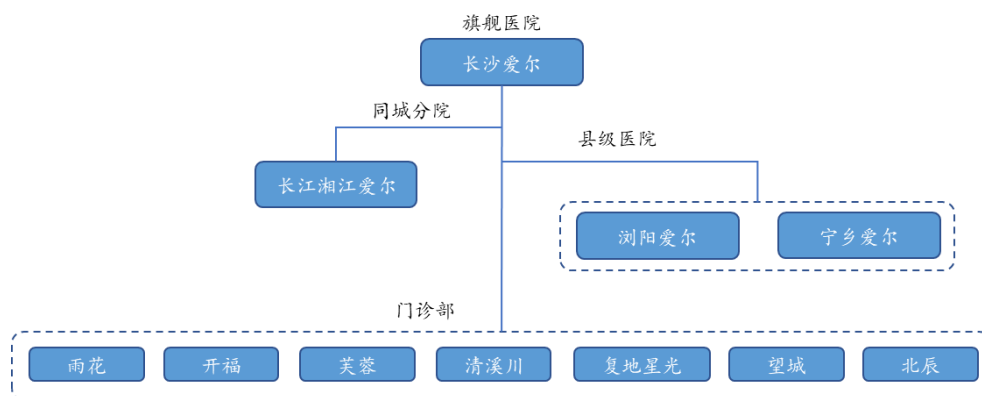 旗舰医院
长沙爱尔
同城分院
县级医院
长江湘江爱尔
浏阳爱尔 宁乡爱尔
门诊部
雨花 开福 芙蓉 清溪川 复地星光 望城 北辰